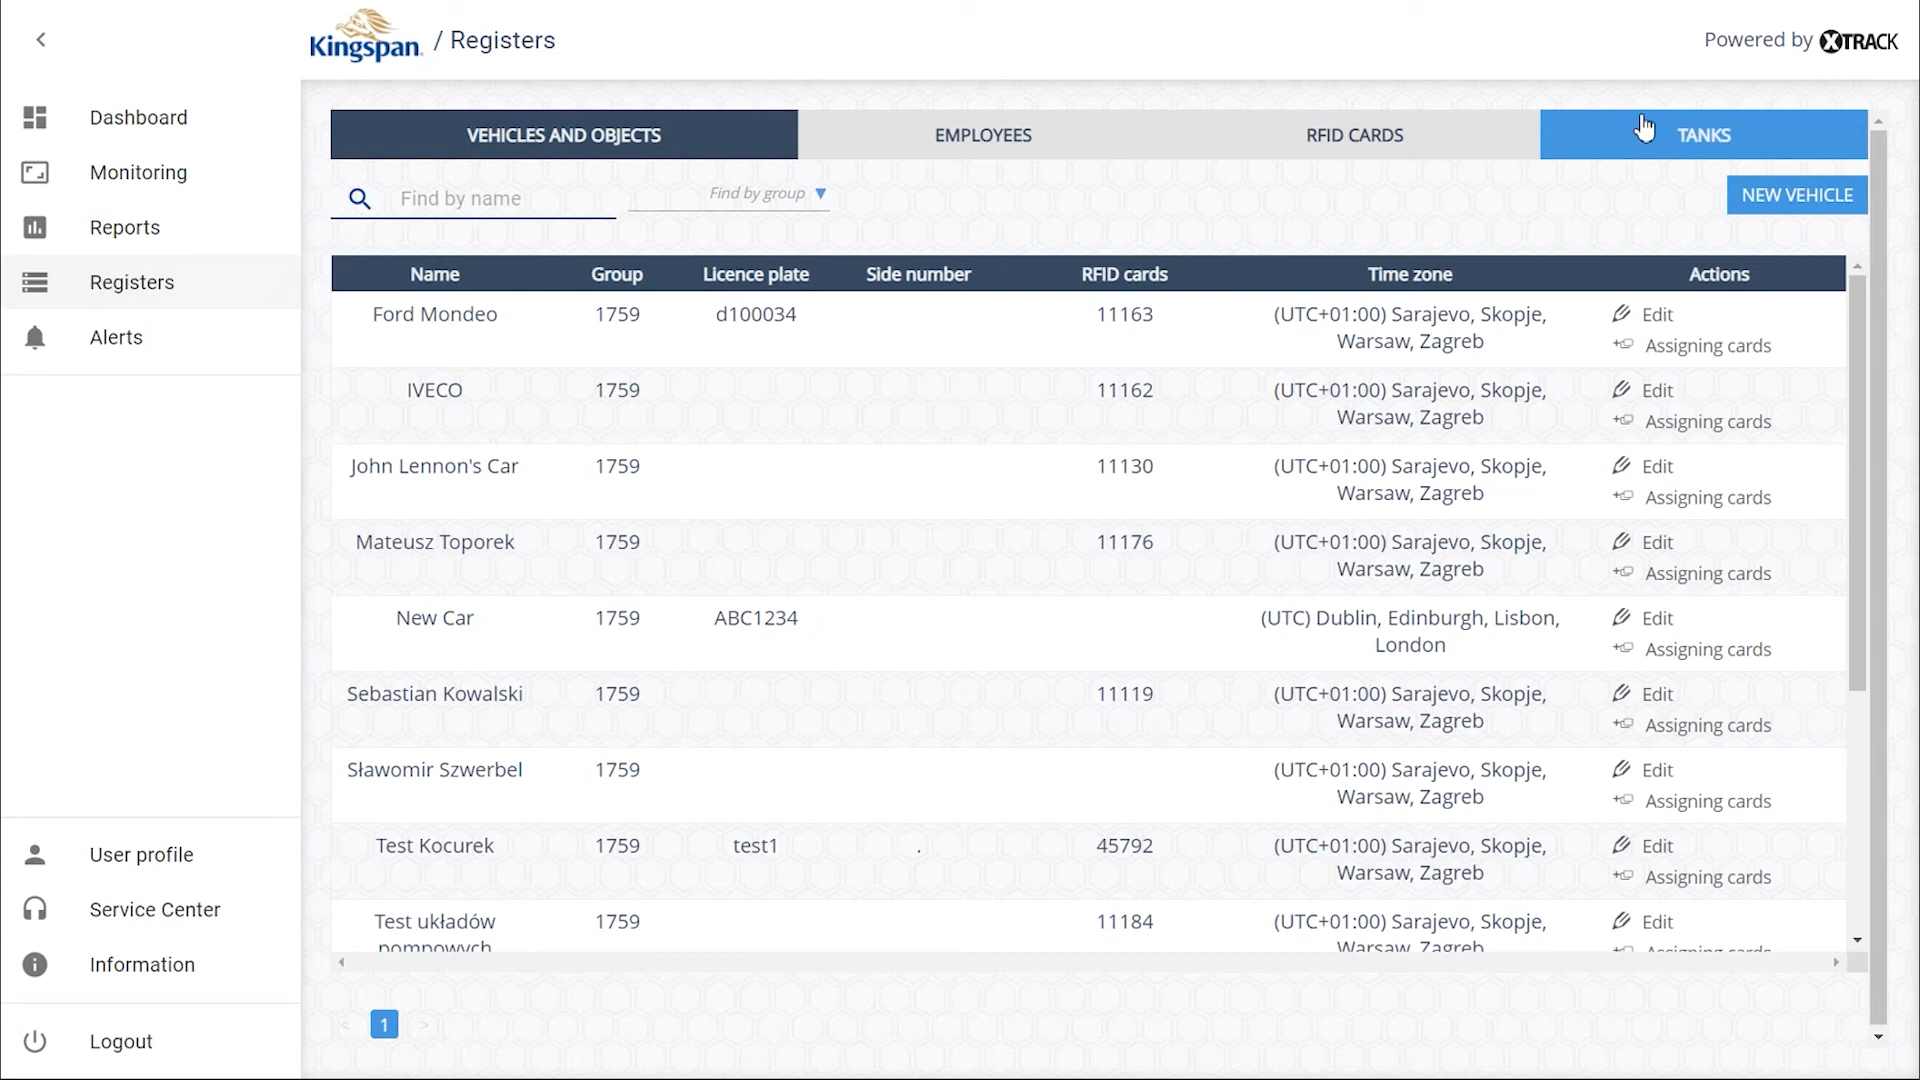 Kingspan. / Registers
Powered by XTRACK
Dashboard
Monitoring
Reports
Registers
Alerts
User profile
Service Center
Information
Logout
VEHICLES AND OBJECTS EMPLOYEES RFID CARDS TANKS
Find by name Find by group NEW VEHICLE
Name Group Licence plate Side number RFID cards Time zone Actions
Ford Mondeo 1759 d100034 11163 (UTC+01:00) Sarajevo, Skopje, Edit
Warsaw, Zagreb Assigning cards
IVECO 1759 11162 (UTC+01:00) Sarajevo, Skopje, Edit
Warsaw, Zagreb Assigning cards
John Lennon's Car 1759 11130 (UTC+01:00) Sarajevo, Skopje, Edit
Warsaw, Zagreb Assigning cards
Mateusz Toporek 1759 11176 (UTC+01:00) Sarajevo, Skopje, Edit
Warsaw, Zagreb Assigning cards
New Car 1759 ABC1234 (UTC) Dublin, Edinburgh, Lisbon, Edit
London Assigning cards
Sebastian Kowalski 1759 11119 (UTC+01:00) Sarajevo, Skopje, Edit
Warsaw, Zagreb Assigning cards
Sławomir Szwerbel 1759 (UTC+01:00) Sarajevo, Skopje, Edit
Warsaw, Zagreb Assigning cards
Test Kocurek 1759 test1 . 45792 (UTC+01:00) Sarajevo, Skopje, Edit
Warsaw, Zagreb Assigning cards
Test układów 1759 11184 (UTC+01:00) Sarajevo, Skopje, Edit
pompowych Warsaw, Zagreb Assigning cards
< 1 >